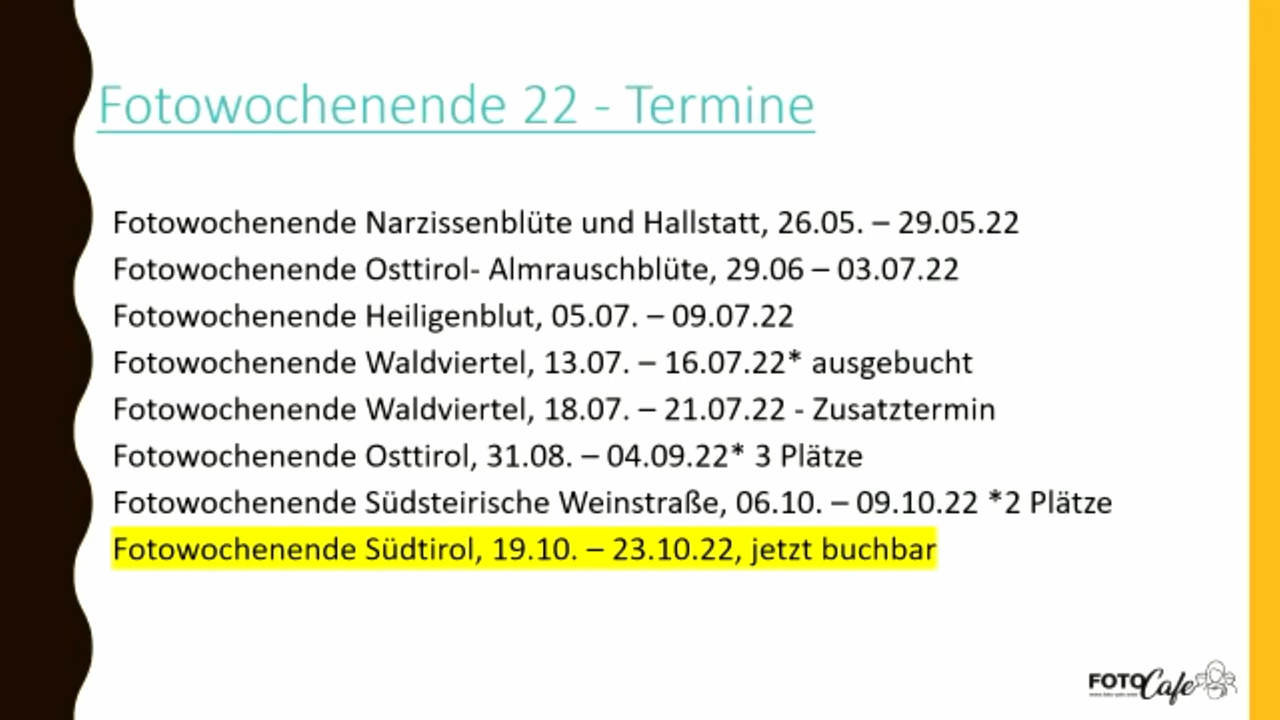 Fotowochenende 22 - Termine
Fotowochenende Narzissenblüte und Hallstatt, 26.05. – 29.05.22
Fotowochenende Osttirol- Almrauschblüte, 29.06 – 03.07.22
Fotowochenende Heiligenblut, 05.07. – 09.07.22
Fotowochenende Waldviertel, 13.07. – 16.07.22* ausgebucht
Fotowochenende Waldviertel, 18.07. – 21.07.22 - Zusatztermin
Fotowochenende Osttirol, 31.08. – 04.09.22* 3 Plätze
Fotowochenende Südsteirische Weinstraße, 06.10. – 09.10.22 *2 Plätze
Fotowochenende Südtirol, 19.10. – 23.10.22, jetzt buchbar
FOTO Cafe